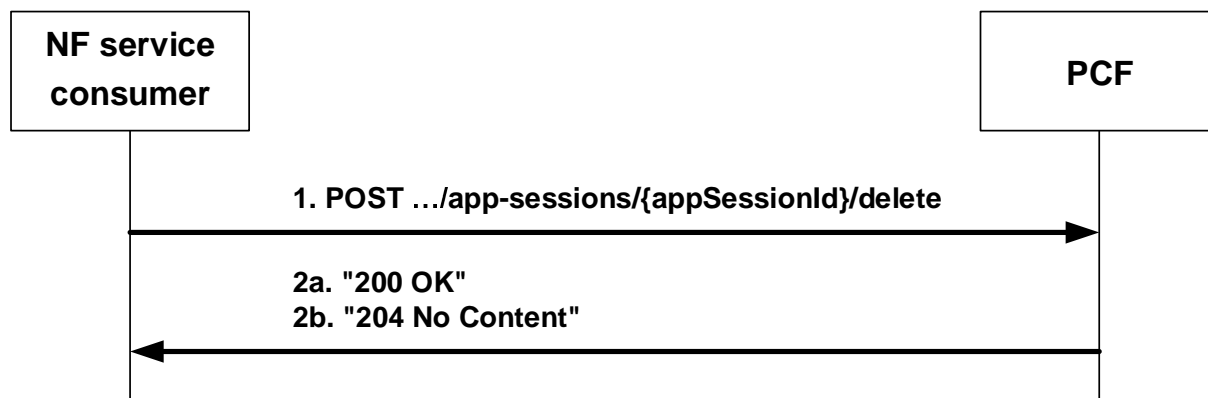 NF service
consumer
PCF
1. POST …/app-sessions/{appSessionId}/delete
2a. "200 OK"
2b. "204 No Content"